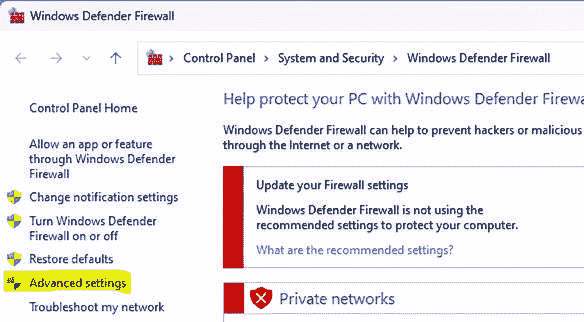 Windows Defender Firewall
Control Panel > System and Security > Windows Defender Firewall
Control Panel Home
Allow an app or feature
through Windows Defender
Firewall
Change notification settings
Turn Windows Defender
Firewall on or off
Restore defaults
Advanced settings
Troubleshoot my network
Help protect your PC with Windows Defender Firewa
Windows Defender Firewall can help to prevent hackers or malicious
through the Internet or a network.
Update your Firewall settings
Windows Defender Firewall is not using the
recommended settings to protect your computer.
What are the recommended settings?
Private networks